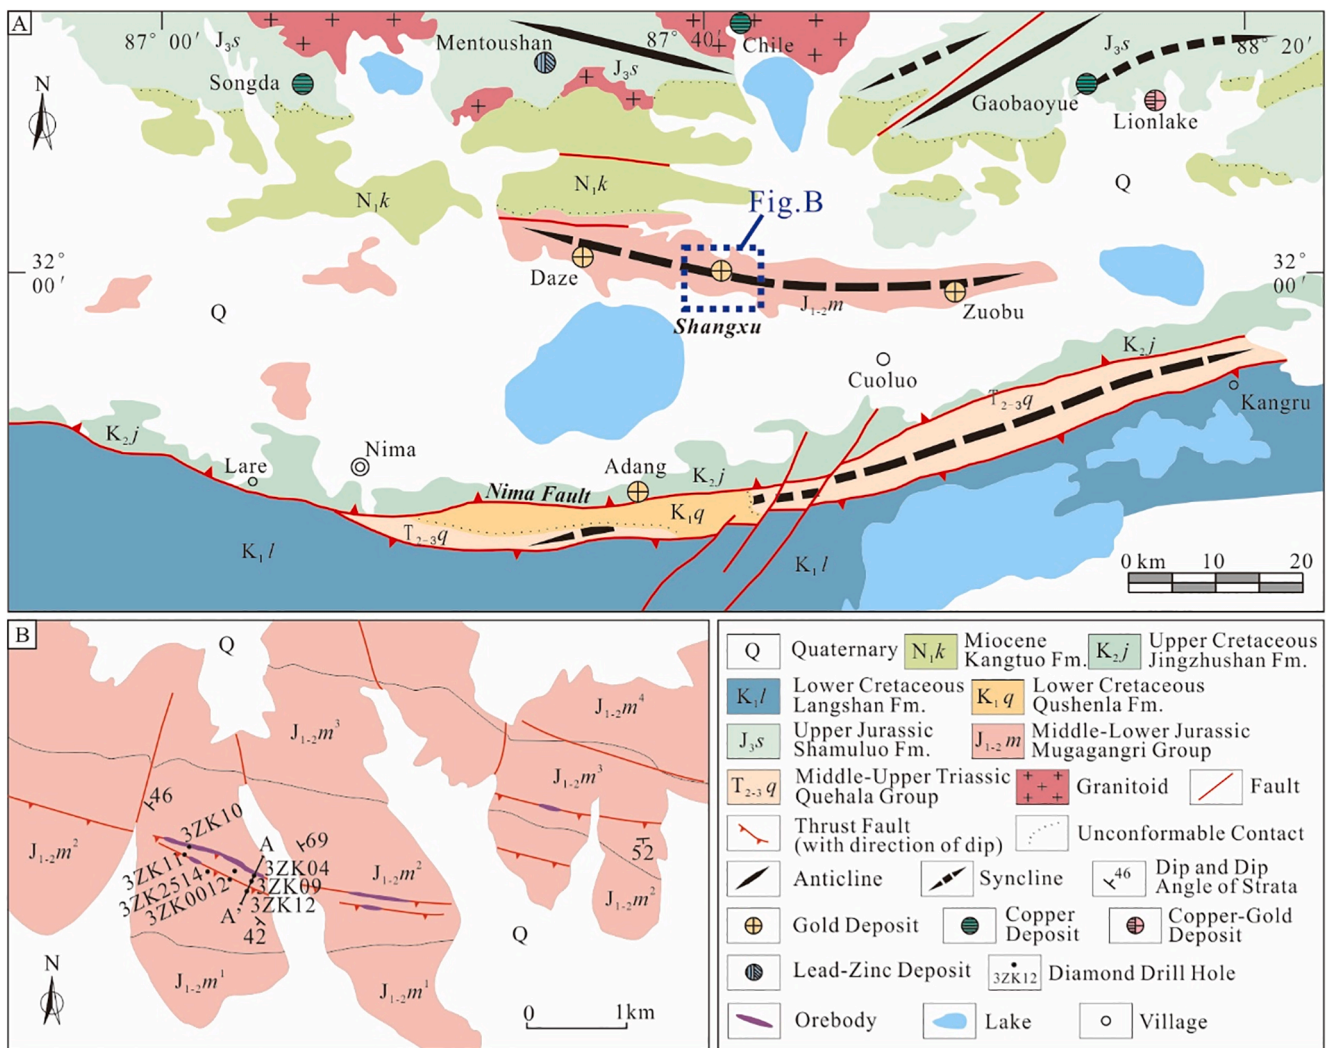 A
87° 00′
J₃s
Mentoushan
87° 40′
Chile
J₃s
88° 20′
Songda
J₃s
Gaobaoyue
Lionlake
N
N₁k
N₁k
Q
Fig.B
32° 00′
Daze
32° 00′
Q
J₁₋₂m
Zuobu
Shangxu
K₂j
Cuoluo
T₂₋₃q
Kangru
K₂j
Nima
Lare
Adang
K₂j
Nima Fault
K₁q
T₂₋₃q
K₁l
K₁l
0 km 10 20
B
Q
J₁₋₂m⁴
J₁₋₂m³
J₁₋₂m³
46
3ZK10
A
69
52
J₁₋₂m²
3ZK11
3ZK04
3ZK2514
3ZK09
J₁₋₂m²
J₁₋₂m²
3ZK0012
3ZK12
A′
42
Q
N
J₁₋₂m¹
J₁₋₂m¹
0 1km
Q Quaternary
N₁k Miocene
Kangtuo Fm.
K₂j Upper Cretaceous
Jingzhushan Fm.
K₁l Lower Cretaceous
Langshan Fm.
K₁q Lower Cretaceous
Qushenla Fm.
J₃s Upper Jurassic
Shamuluo Fm.
J₁₋₂m Middle-Lower Jurassic
Mugagangri Group
T₂₋₃q Middle-Upper Triassic
Quehala Group
Granitoid
Fault
Thrust Fault
(with direction of dip)
Unconformable Contact
Anticline
Syncline
46 Dip and Dip
Angle of Strata
Gold Deposit
Copper
Deposit
Copper-Gold
Deposit
Lead-Zinc Deposit
3ZK12 Diamond Drill Hole
Orebody
Lake
Village